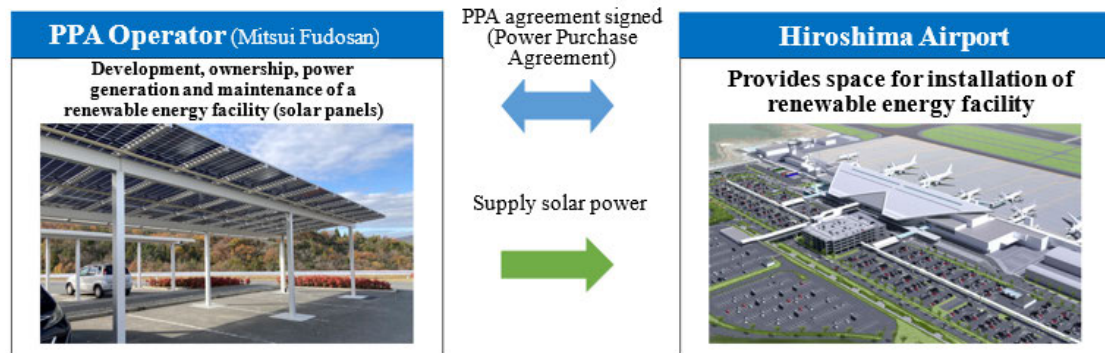 PPA Operator (Mitsui Fudosan)
Development, ownership, power
generation and maintenance of a
renewable energy facility (solar panels)
PPA agreement signed
(Power Purchase
Agreement)
Supply solar power
Hiroshima Airport
Provides space for installation of
renewable energy facility